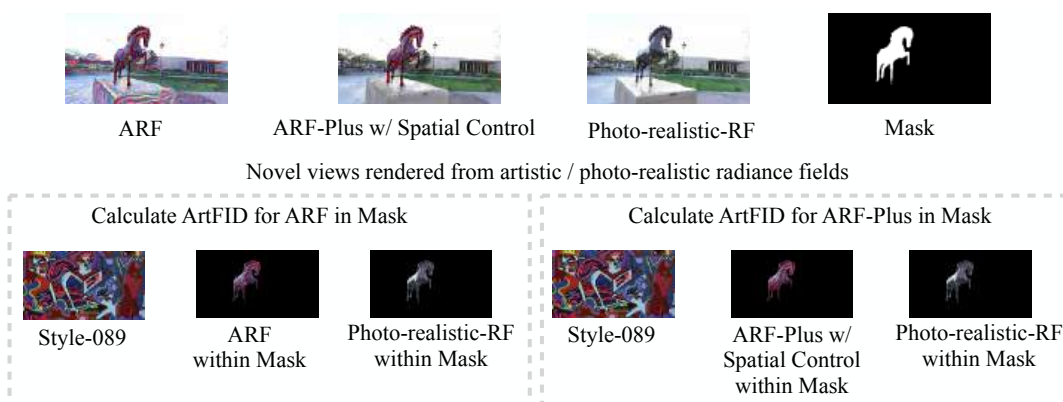 ARF
ARF-Plus w/ Spatial Control
Photo-realistic-RF
Mask
Novel views rendered from artistic / photo-realistic radiance fields
Calculate ArtFID for ARF in Mask
Style-089
ARF
within Mask
Photo-realistic-RF
within Mask
Calculate ArtFID for ARF-Plus in Mask
Style-089
ARF-Plus w/
Spatial Control
within Mask
Photo-realistic-RF
within Mask